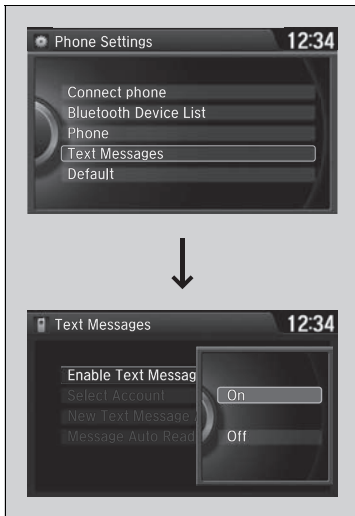 Phone Settings 12:34
Connect phone
Bluetooth Device List
Phone
Text Messages
Default
Text Messages 12:34
Enable Text Messag
Select Account
New Text Message
Message Auto Read
On
Off